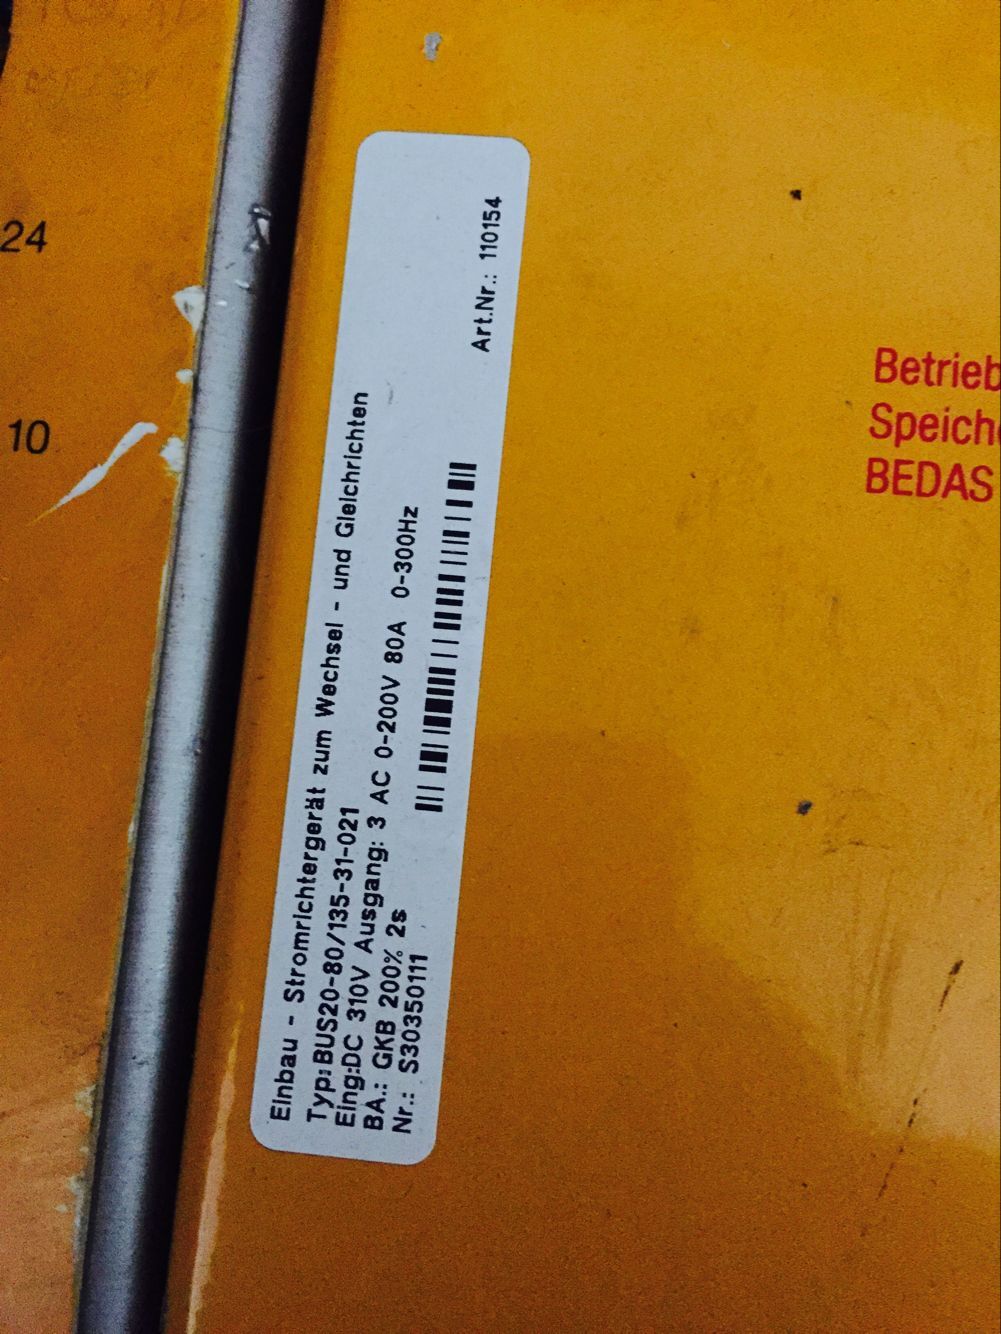 24
10
Einbau - Stromrichtergerät zum Wechsel - und Gleichrichten
Typ:BUS20-80/135-31-021
Eing:DC 310V Ausgang: 3 AC 0-200V 80A 0-300Hz
BA.: GKB 200% 2s
Nr.: S30350111
Art.Nr.: 110154
Betrieb
Speich
BEDAS